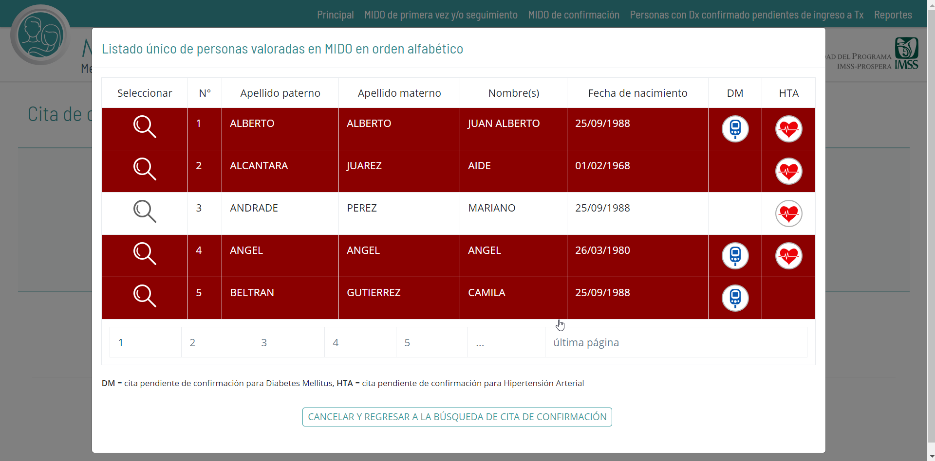 Principal MIDO de primera vez y/o seguimiento MIDO de confirmación Personas con Dx confirmado pendientes de ingreso a Tx Reportes
Listado único de personas valoradas en MIDO en orden alfabético
AD DEL PROGRAMA
IMSS-PROSPERA
IMSS
Cita de
Seleccionar N° Apellido paterno Apellido materno Nombre(s) Fecha de nacimiento DM HTA
1 ALBERTO ALBERTO JUAN ALBERTO 25/09/1988
2 ALCANTARA JUAREZ AIDE 01/02/1968
3 ANDRADE PEREZ MARIANO 25/09/1988
4 ANGEL ANGEL ANGEL 26/03/1980
5 BELTRAN GUTIERREZ CAMILA 25/09/1988
1 2 3 4 5 ... última página
DM = cita pendiente de confirmación para Diabetes Mellitus, HTA = cita pendiente de confirmación para Hipertensión Arterial
CANCELAR Y REGRESAR A LA BÚSQUEDA DE CITA DE CONFIRMACIÓN